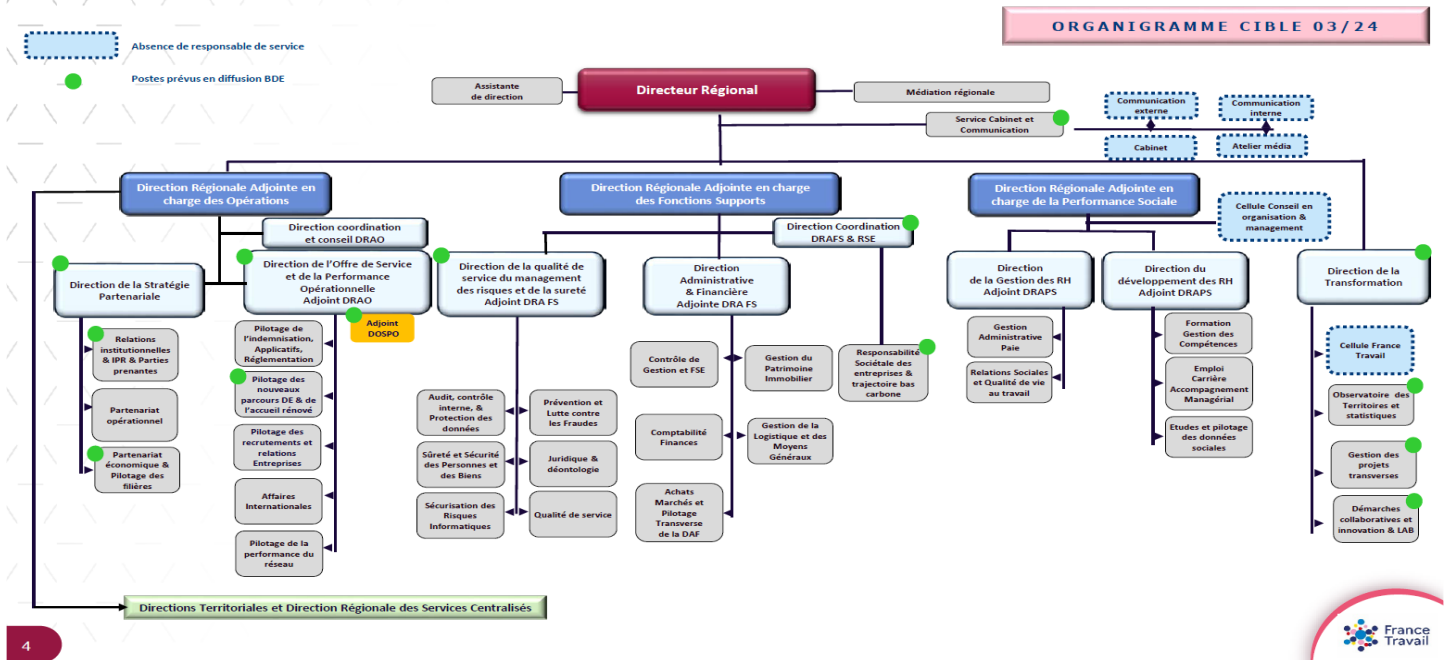 ORGANIGRAMME CIBLE 03/24
Absence de responsable de service
Postes prévus en diffusion BDE
Assistante
de direction
Directeur Régional
Médiation régionale
Service Cabinet et
Communication
Communication
externe
Communication
interne
Cabinet
Atelier média
Direction Régionale Adjointe en
charge des Opérations
Direction Régionale Adjointe en charge
des Fonctions Supports
Direction Régionale Adjointe en
charge de la Performance Sociale
Cellule Conseil en
organisation &
management
Direction coordination
et conseil DRAO
Direction Coordination
DRAFS & RSE
Direction de la Stratégie
Partenariale
Direction de l'Offre de Service
et de la Performance
Opérationnelle
Adjoint DRAO
Direction de la qualité de
service du management
des risques et de la sureté
Adjoint DRA FS
Direction
Administrative
& Financière
Adjointe DRA FS
Direction
de la Gestion des RH
Adjoint DRAPS
Direction du
développement des RH
Adjoint DRAPS
Direction de la
Transformation
Adjoint
DOSPO
Relations
institutionnelles
& IPR & Parties
prenantes
Partenariat
opérationnel
Partenariat
économique &
Pilotage des
filières
Pilotage de
l'indemnisation,
Applicatifs,
Réglementation
Pilotage des
nouveaux
parcours DE & de
l'accueil rénové
Pilotage des
recrutements et
relations
Entreprises
Affaires
Internationales
Pilotage de la
performance du
réseau
Audit, contrôle
interne, &
Protection des
données
Prévention et
Lutte contre
les Fraudes
Sûreté et Sécurité
des Personnes et
des Biens
Juridique &
déontologie
Sécurisation des
Risques
Informatiques
Qualité de service
Contrôle de
Gestion et FSE
Gestion du
Patrimoine
Immobilier
Comptabilité
Finances
Gestion de la
Logistique et des
Moyens
Généraux
Achats
Marchés et
Pilotage
Transverse
de la DAF
Responsabilité
Sociétale des
entreprises &
trajectoire bas
carbone
Gestion
Administrative
Paie
Relations Sociales
et Qualité de vie
au travail
Formation
Gestion des
Compétences
Emploi
Carrière
Accompagnement
Managérial
Etudes et pilotage
des données
sociales
Cellule France
Travail
Observatoire des
Territoires et
statistiques
Gestion des
projets
transverses
Démarches
collaboratives et
innovation & LAB
Directions Territoriales et Direction Régionale des Services Centralisés
4
France
Travail